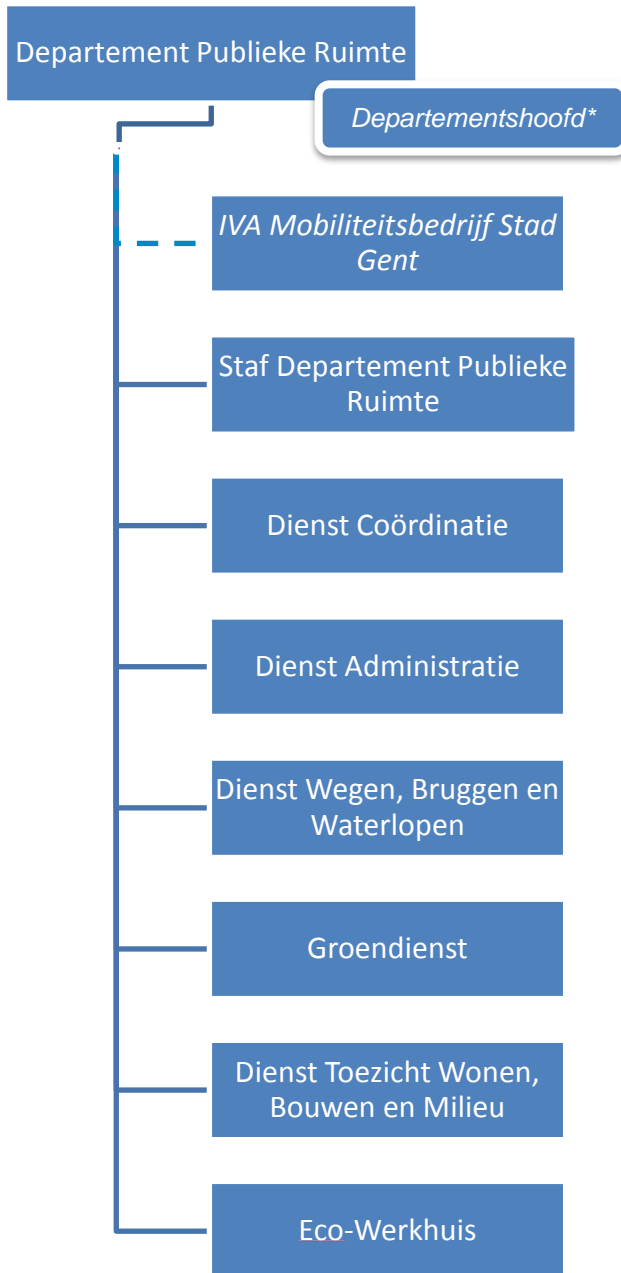 Departement Publieke Ruimte
Departementshoofd*
IVA Mobiliteitsbedrijf Stad
Gent
Staf Departement Publieke
Ruimte
Dienst Coördinatie
Dienst Administratie
Dienst Wegen, Bruggen en
Waterlopen
Groendienst
Dienst Toezicht Wonen,
Bouwen en Milieu
Eco-Werkhuis